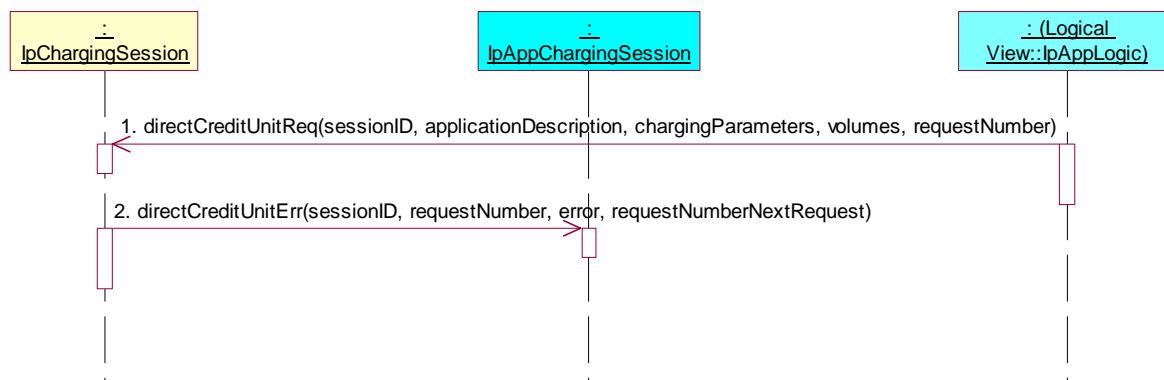 :
IpChargingSession
:
IpAppChargingSession
: (Logical
View::IpAppLogic)
1. directCreditUnitReq(sessionID, applicationDescription, chargingParameters, volumes, requestNumber)
2. directCreditUnitErr(sessionID, requestNumber, error, requestNumberNextRequest)